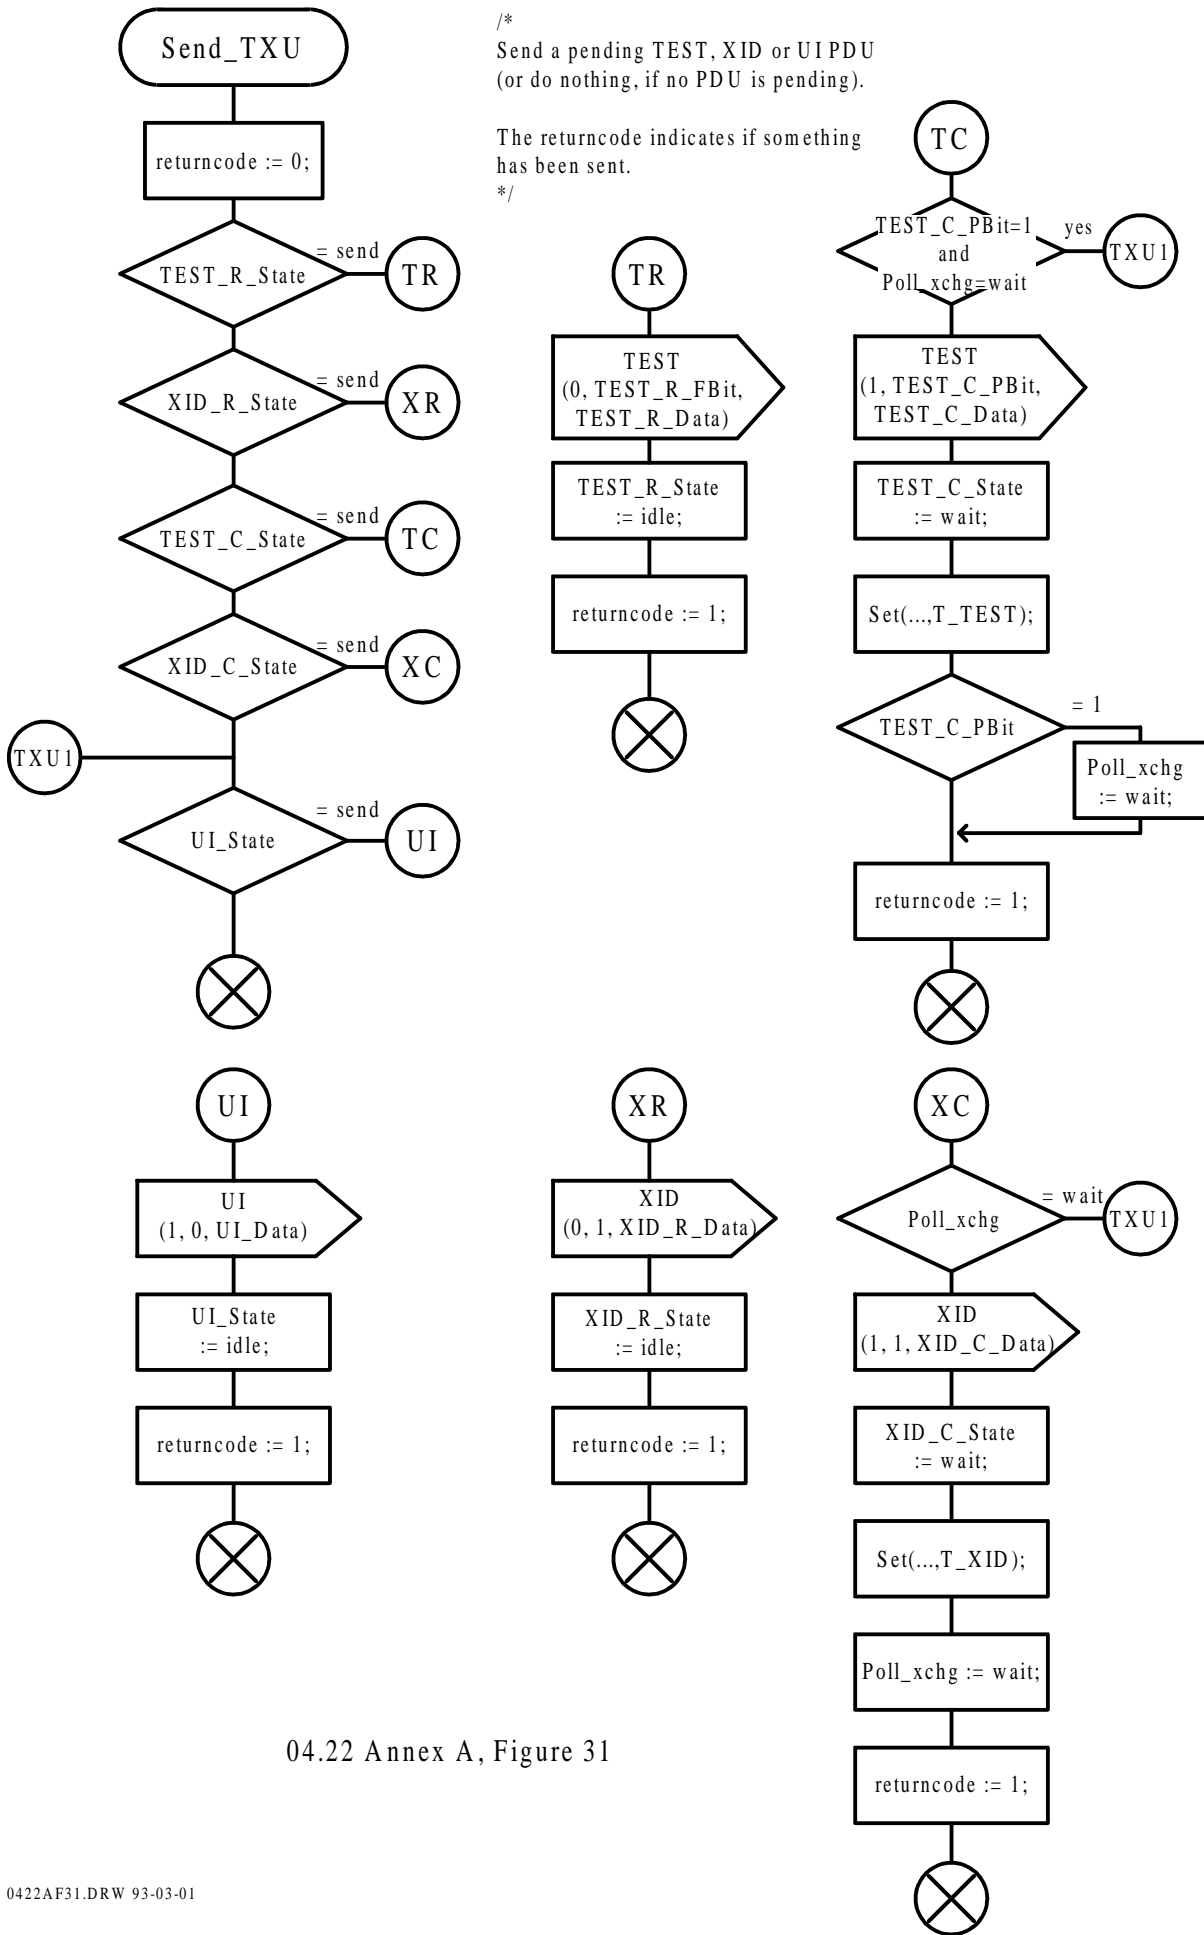 Send_TXU
/*
Send a pending TEST, XID or UI PDU
(or do nothing, if no PDU is pending).
The returncode indicates if something
has been sent.
*/
returncode := 0;
TEST_R_State
= send
TR
XID_R_State
= send
XR
TEST_C_State
= send
TC
XID_C_State
= send
XC
TXU1
UI_State
= send
UI
TR
TEST
(0, TEST_R_FBit,
TEST_R_Data)
TEST_R_State
:= idle;
returncode := 1;
TC
TEST_C_PBit=1
and
Poll_xchg=wait
yes
TXU1
TEST
(1, TEST_C_PBit,
TEST_C_Data)
TEST_C_State
:= wait;
Set(...,T_TEST);
TEST_C_PBit
= 1
Poll_xchg
:= wait;
returncode := 1;
UI
UI
(1, 0, UI_Data)
UI_State
:= idle;
returncode := 1;
XR
XID
(0, 1, XID_R_Data)
XID_R_State
:= idle;
returncode := 1;
XC
Poll_xchg
= wait
TXU1
XID
(1, 1, XID_C_Data)
XID_C_State
:= wait;
Set(...,T_XID);
Poll_xchg := wait;
returncode := 1;
04.22 Annex A, Figure 31
0422AF31.DRW 93-03-01